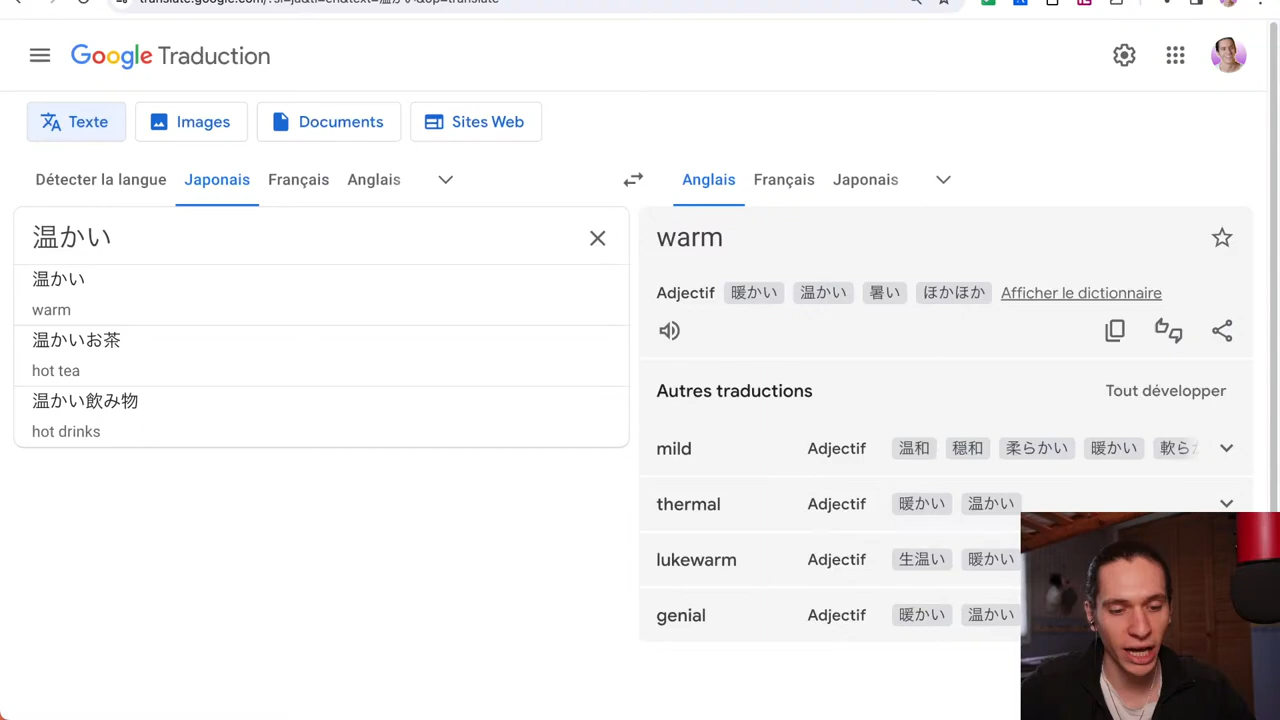 Google Traduction
Texte Images Documents Sites Web
Détecter la langue Japonais Français Anglais
Anglais Français Japonais
温かい
温かい
warm
温かいお茶
hot tea
温かい飲み物
hot drinks
warm
Adjectif 暖かい 温かい 暑い ほかほか Afficher le dictionnaire
Autres traductions Tout développer
mild Adjectif 温和 穏和 柔らかい 暖かい 軟ら
thermal Adjectif 暖かい 温かい
lukewarm Adjectif 生温い 暖かい
genial Adjectif 暖かい 温かい